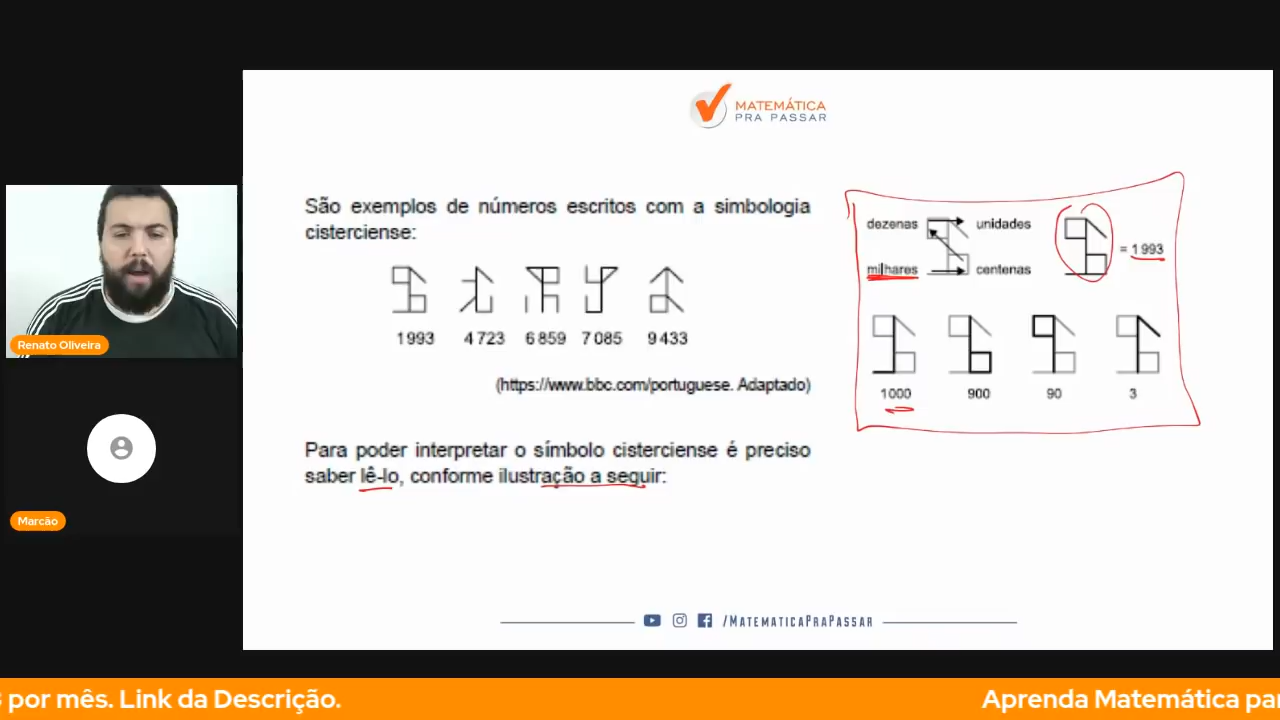 MATEMÁTICA
PRA PASSAR
São exemplos de números escritos com a simbologia
cisterciense:
1993 4723 6859 7085 9433
(https://www.bbc.com/portuguese. Adaptado)
Para poder interpretar o símbolo cisterciense é preciso
saber lê-lo, conforme ilustração a seguir:
dezenas unidades
milhares centenas
= 1993
1000 900 90 3
Renato Oliveira
Marcão
/MATEMATICAPRAPASSAR
por mês. Link da Descrição.
Aprenda Matemática